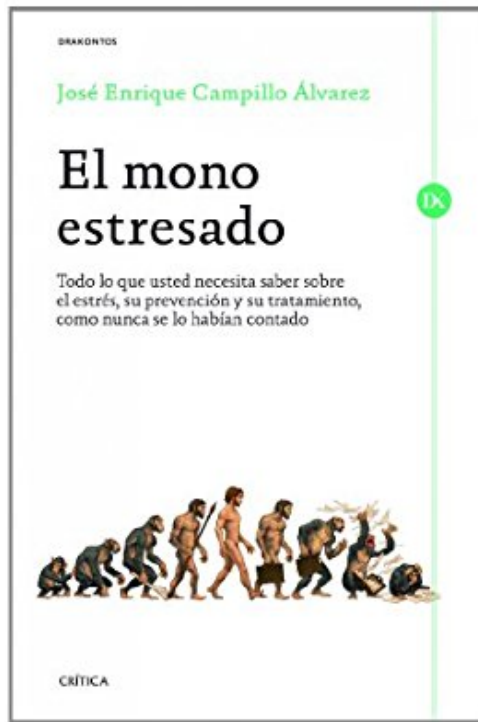 DRAKONTOS
José Enrique Campillo Álvarez
El mono
estresado
DK
Todo lo que usted necesita saber sobre
el estrés, su prevención y su tratamiento,
como nunca se lo habían contado
CRÍTICA